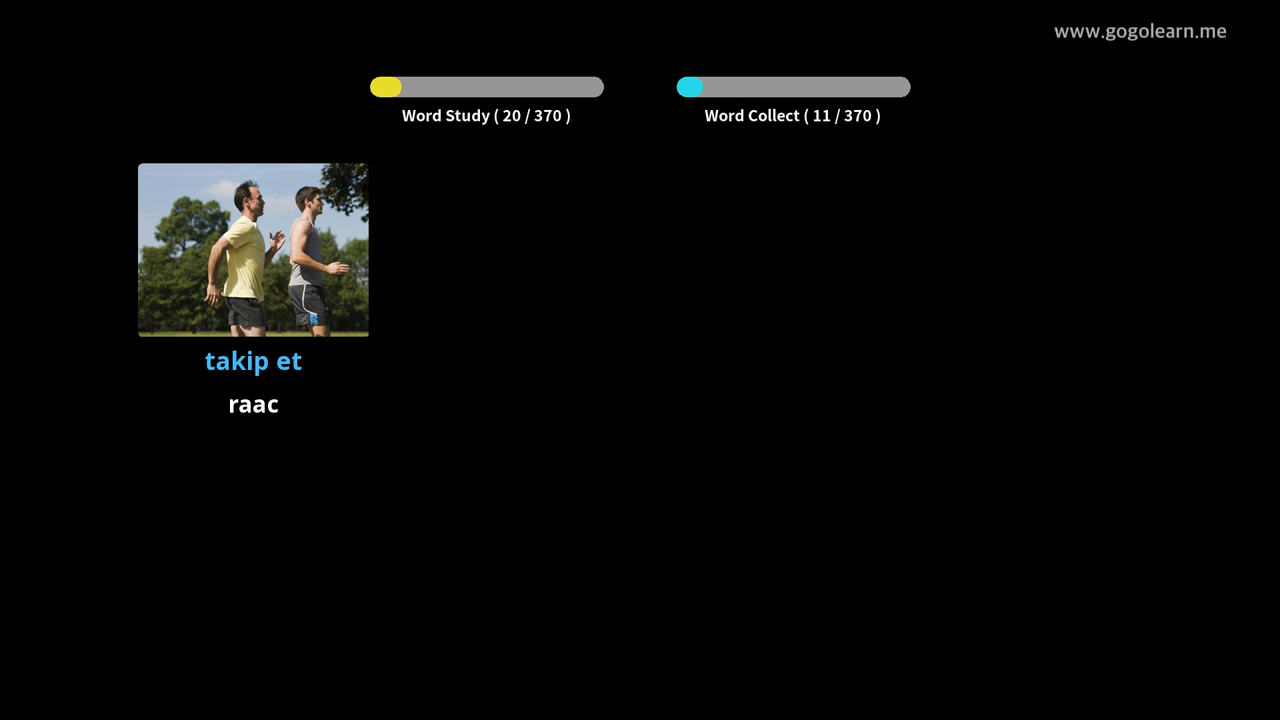 www.gogolearn.me
Word Study ( 20 / 370 )
Word Collect ( 11 / 370 )
takip et
raac